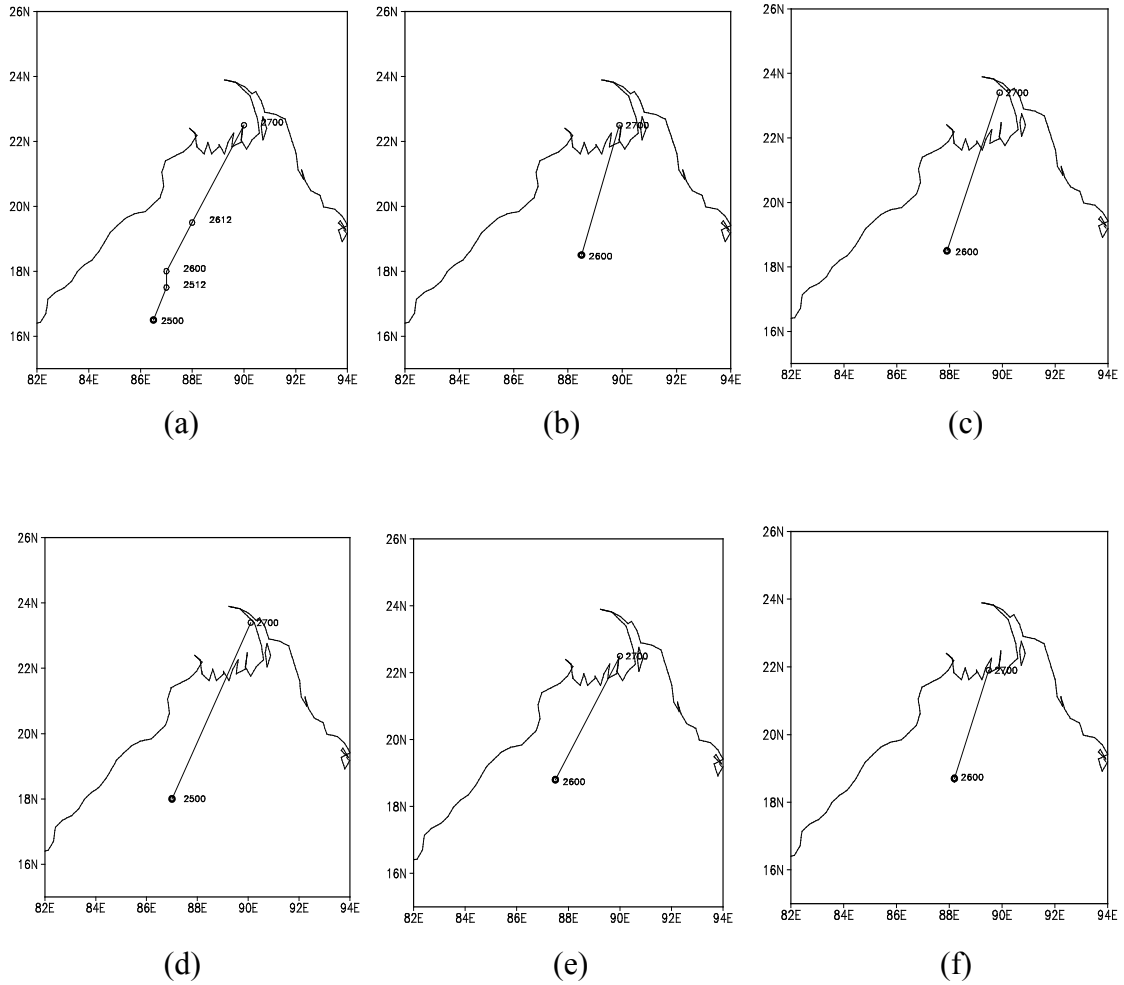 26N 26N 26N
24N 24N 24N
2700 2700 2700
22N 22N 22N
20N 20N 20N
2612
18N 2600 18N 2600 18N 2600
2512
16N 2500 16N 16N
82E 84E 86E 88E 90E 92E 94E 82E 84E 86E 88E 90E 92E 94E 82E 84E 86E 88E 90E 92E 94E
(a) (b) (c)
26N 26N 26N
24N 24N 24N
2700 2700 2700
22N 22N 22N
20N 20N 20N
18N 2500 18N 2600 18N 2600
16N 16N 16N
82E 84E 86E 88E 90E 92E 94E 82E 84E 86E 88E 90E 92E 94E 82E 84E 86E 88E 90E 92E 94E
(d) (e) (f)